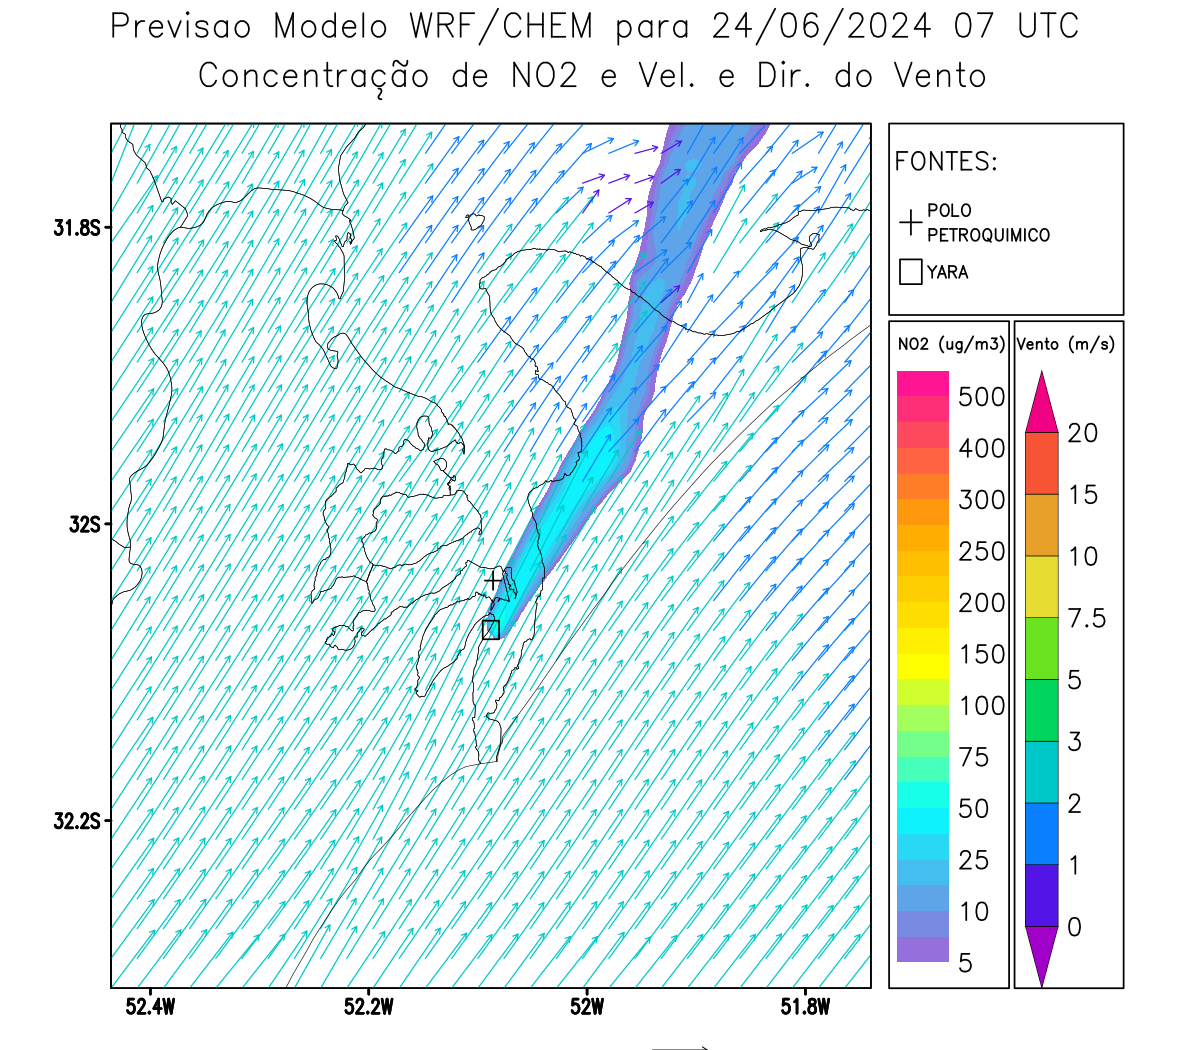 Previsao Modelo WRF/CHEM para 24/06/2024 07 UTC
Concentração de NO2 e Vel. e Dir. do Vento
FONTES:
POLO
PETROQUIMICO
YARA
NO2 (ug/m3)
500
400
300
250
200
150
100
75
50
25
10
5
Vento (m/s)
20
15
10
7.5
5
3
2
1
0
31.8S
32S
32.2S
52.4W
52.2W
52W
51.8W